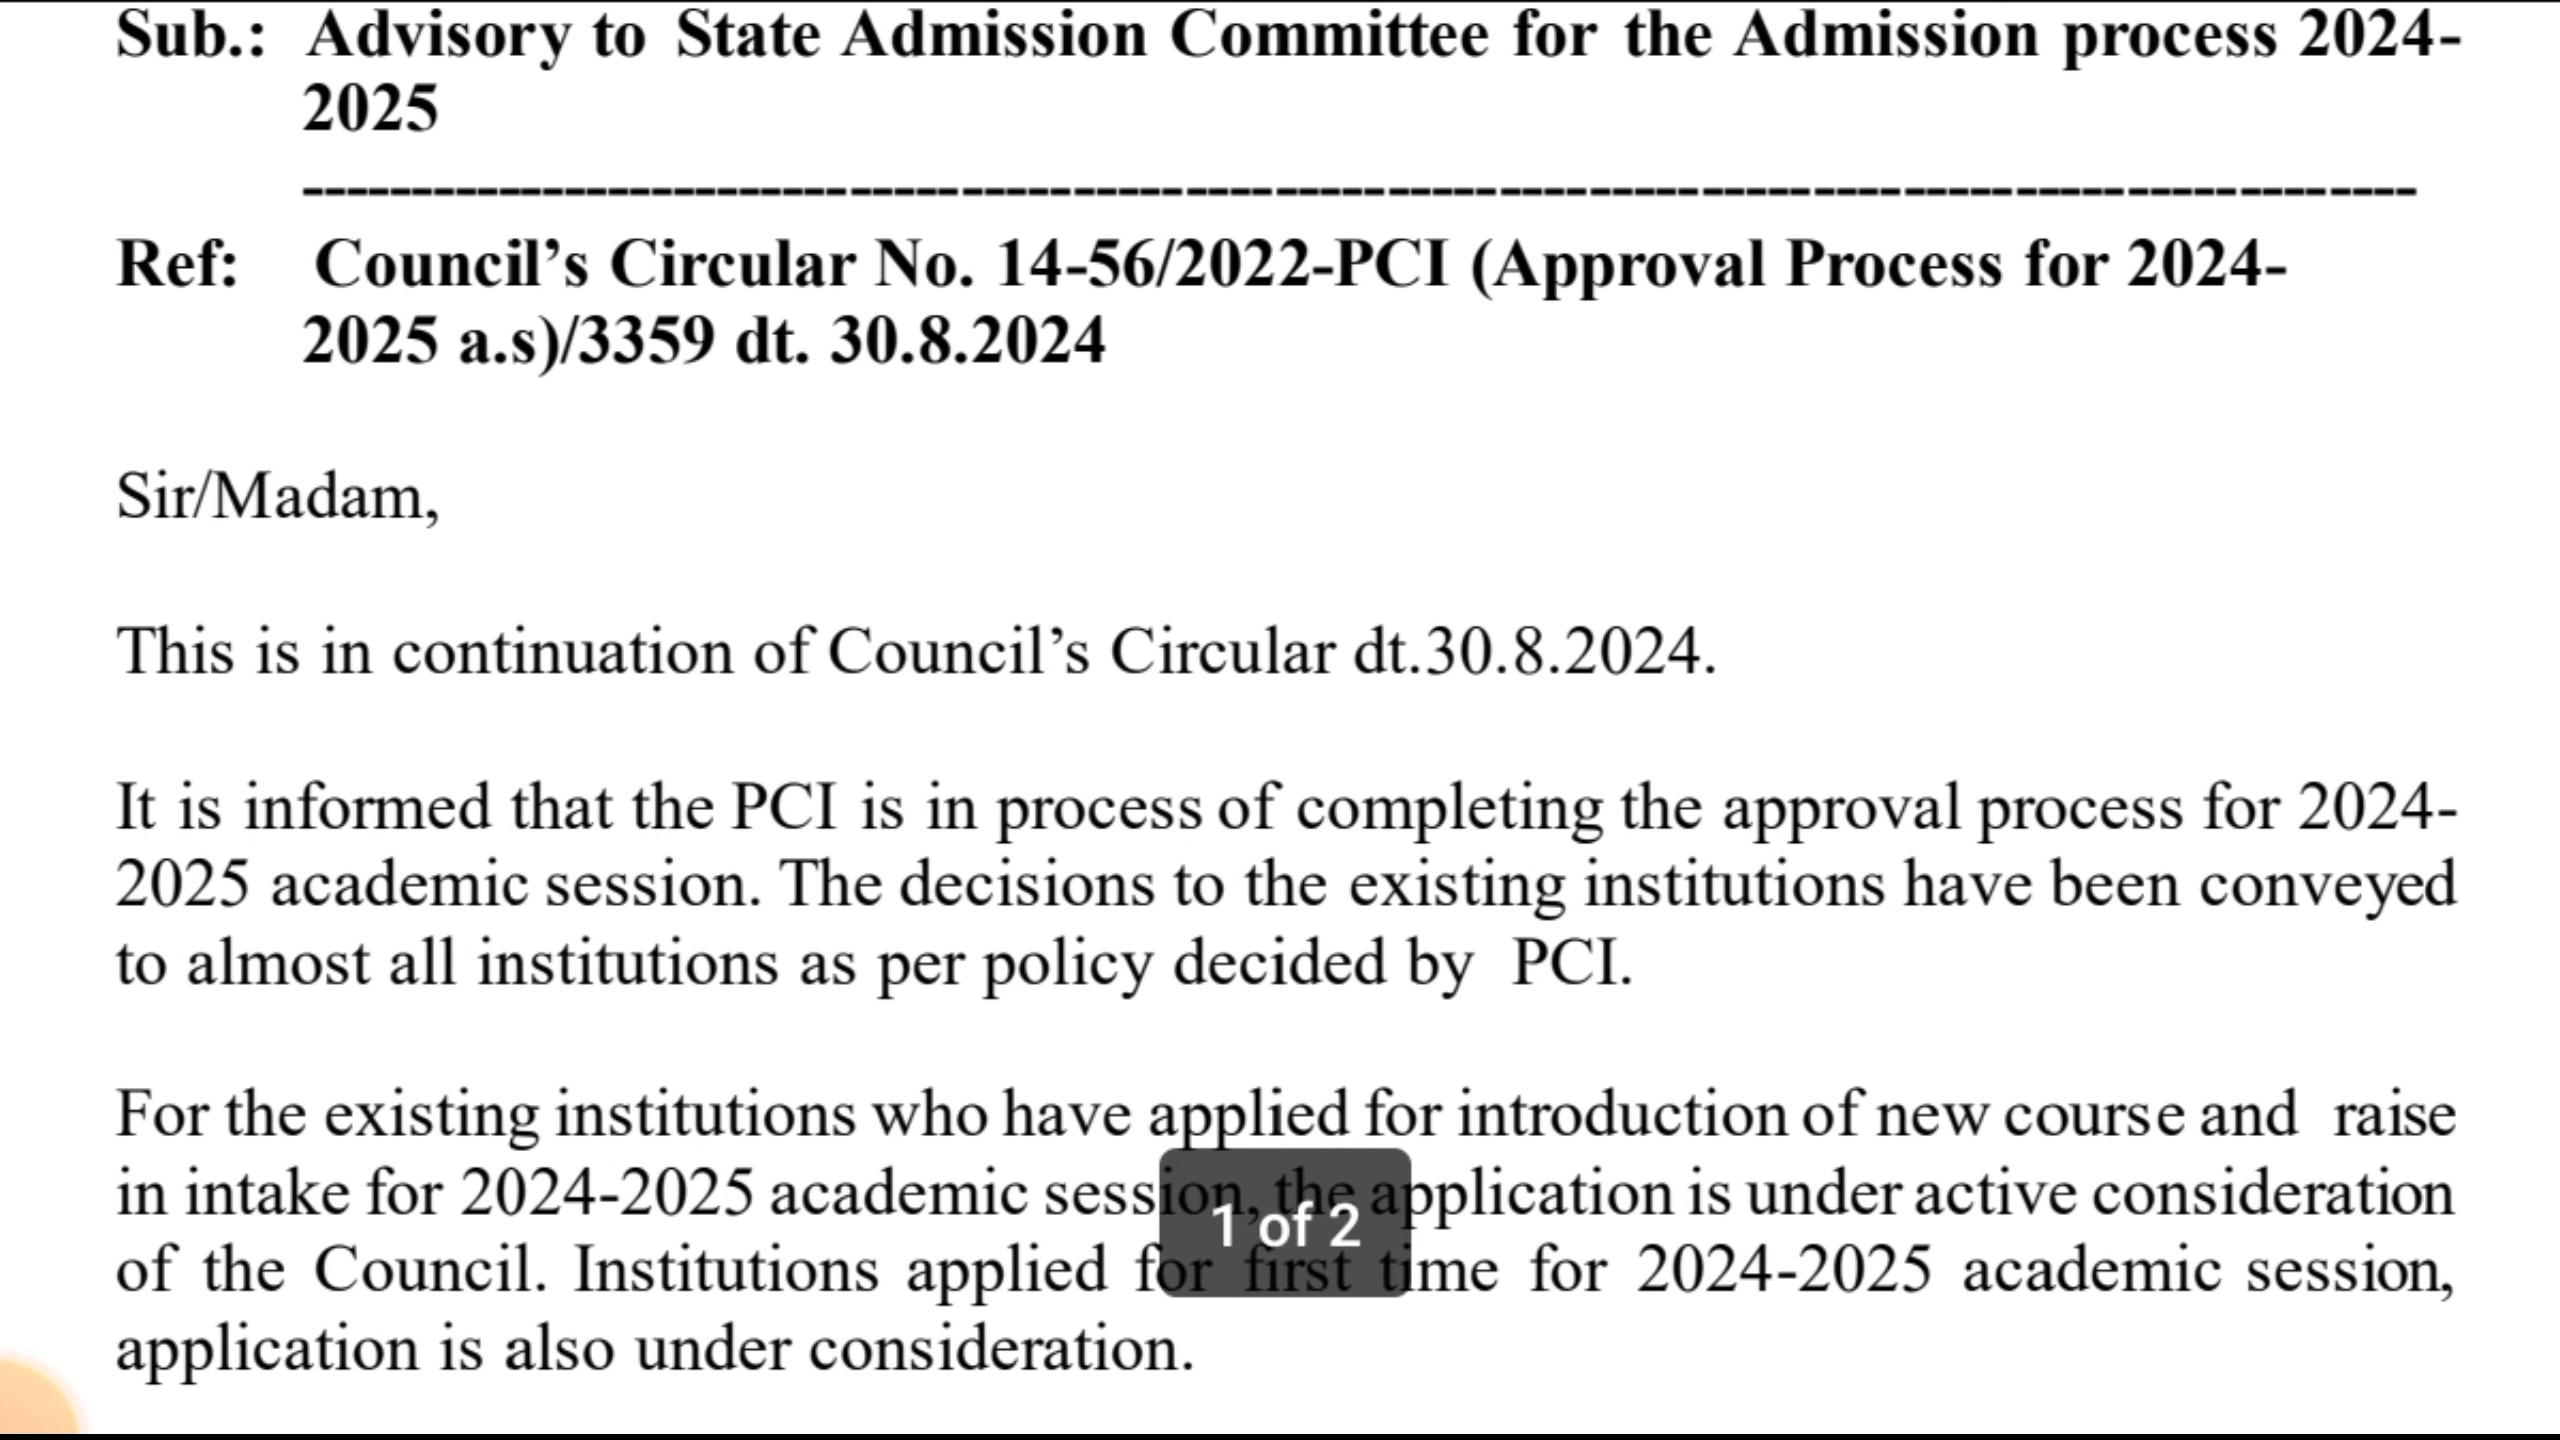 Sub.: Advisory to State Admission Committee for the Admission process 2024-
2025
--------------------------------------------------------------------------------
Ref: Council’s Circular No. 14-56/2022-PCI (Approval Process for 2024-
2025 a.s)/3359 dt. 30.8.2024
Sir/Madam,
This is in continuation of Council’s Circular dt.30.8.2024.
It is informed that the PCI is in process of completing the approval process for 2024-
2025 academic session. The decisions to the existing institutions have been conveyed
to almost all institutions as per policy decided by PCI.
For the existing institutions who have applied for introduction of new course and raise
in intake for 2024-2025 academic session, the application is under active consideration
1 of 2
of the Council. Institutions applied for first time for 2024-2025 academic session,
application is also under consideration.